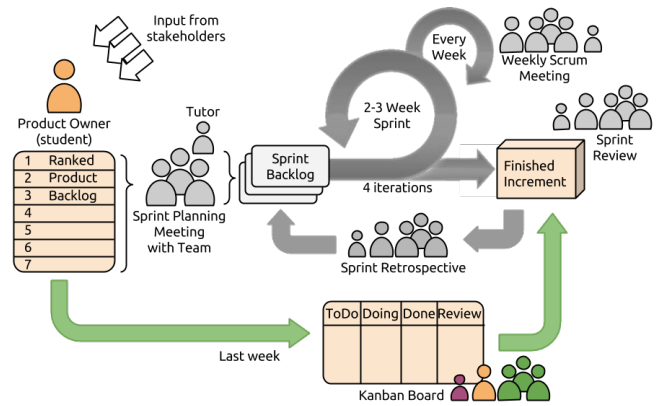 Input from
stakeholders
Every
Week
Weekly Scrum
Meeting
Product Owner
(student)
Tutor
2-3 Week
Sprint
Sprint
Review
1 Ranked
2 Product
3 Backlog
4
5
6
7
Sprint Planning
Meeting
with Team
Sprint
Backlog
4 iterations
Finished
Increment
Sprint Retrospective
ToDo Doing Done Review
Last week
Kanban Board